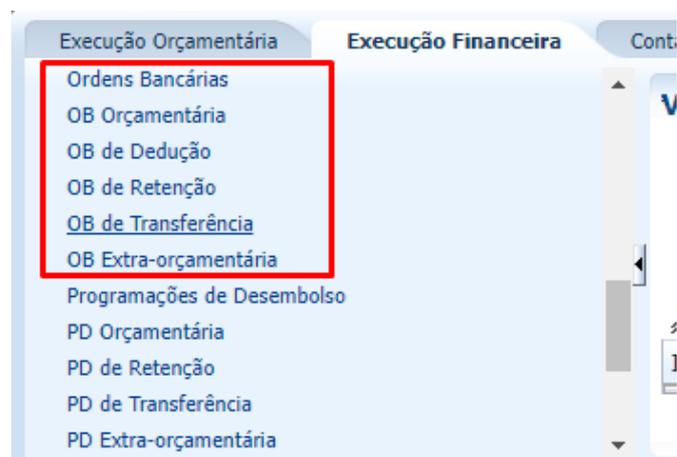 Execução Orçamentária Execução Financeira
Ordens Bancárias
OB Orçamentária
OB de Dedução
OB de Retenção
OB de Transferência
OB Extra-orçamentária
Programações de Desembolso
PD Orçamentária
PD de Retenção
PD de Transferência
PD Extra-orçamentária